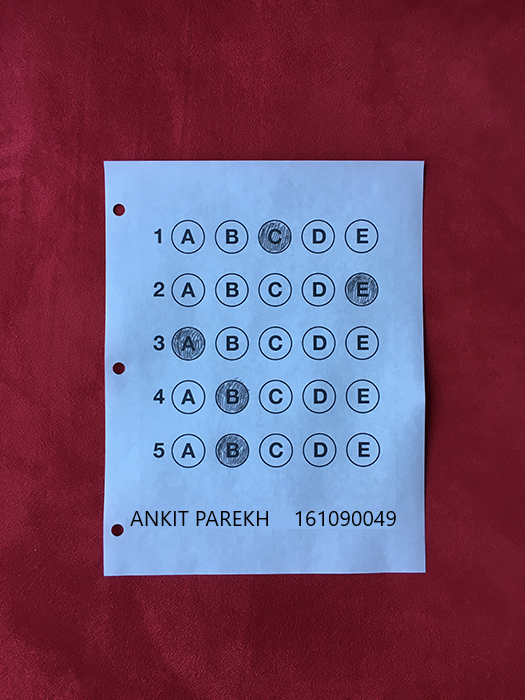 1 A B C D E
2 A B C D E
3 A B C D E
4 A B C D E
5 A B C D E
ANKIT PAREKH 161090049